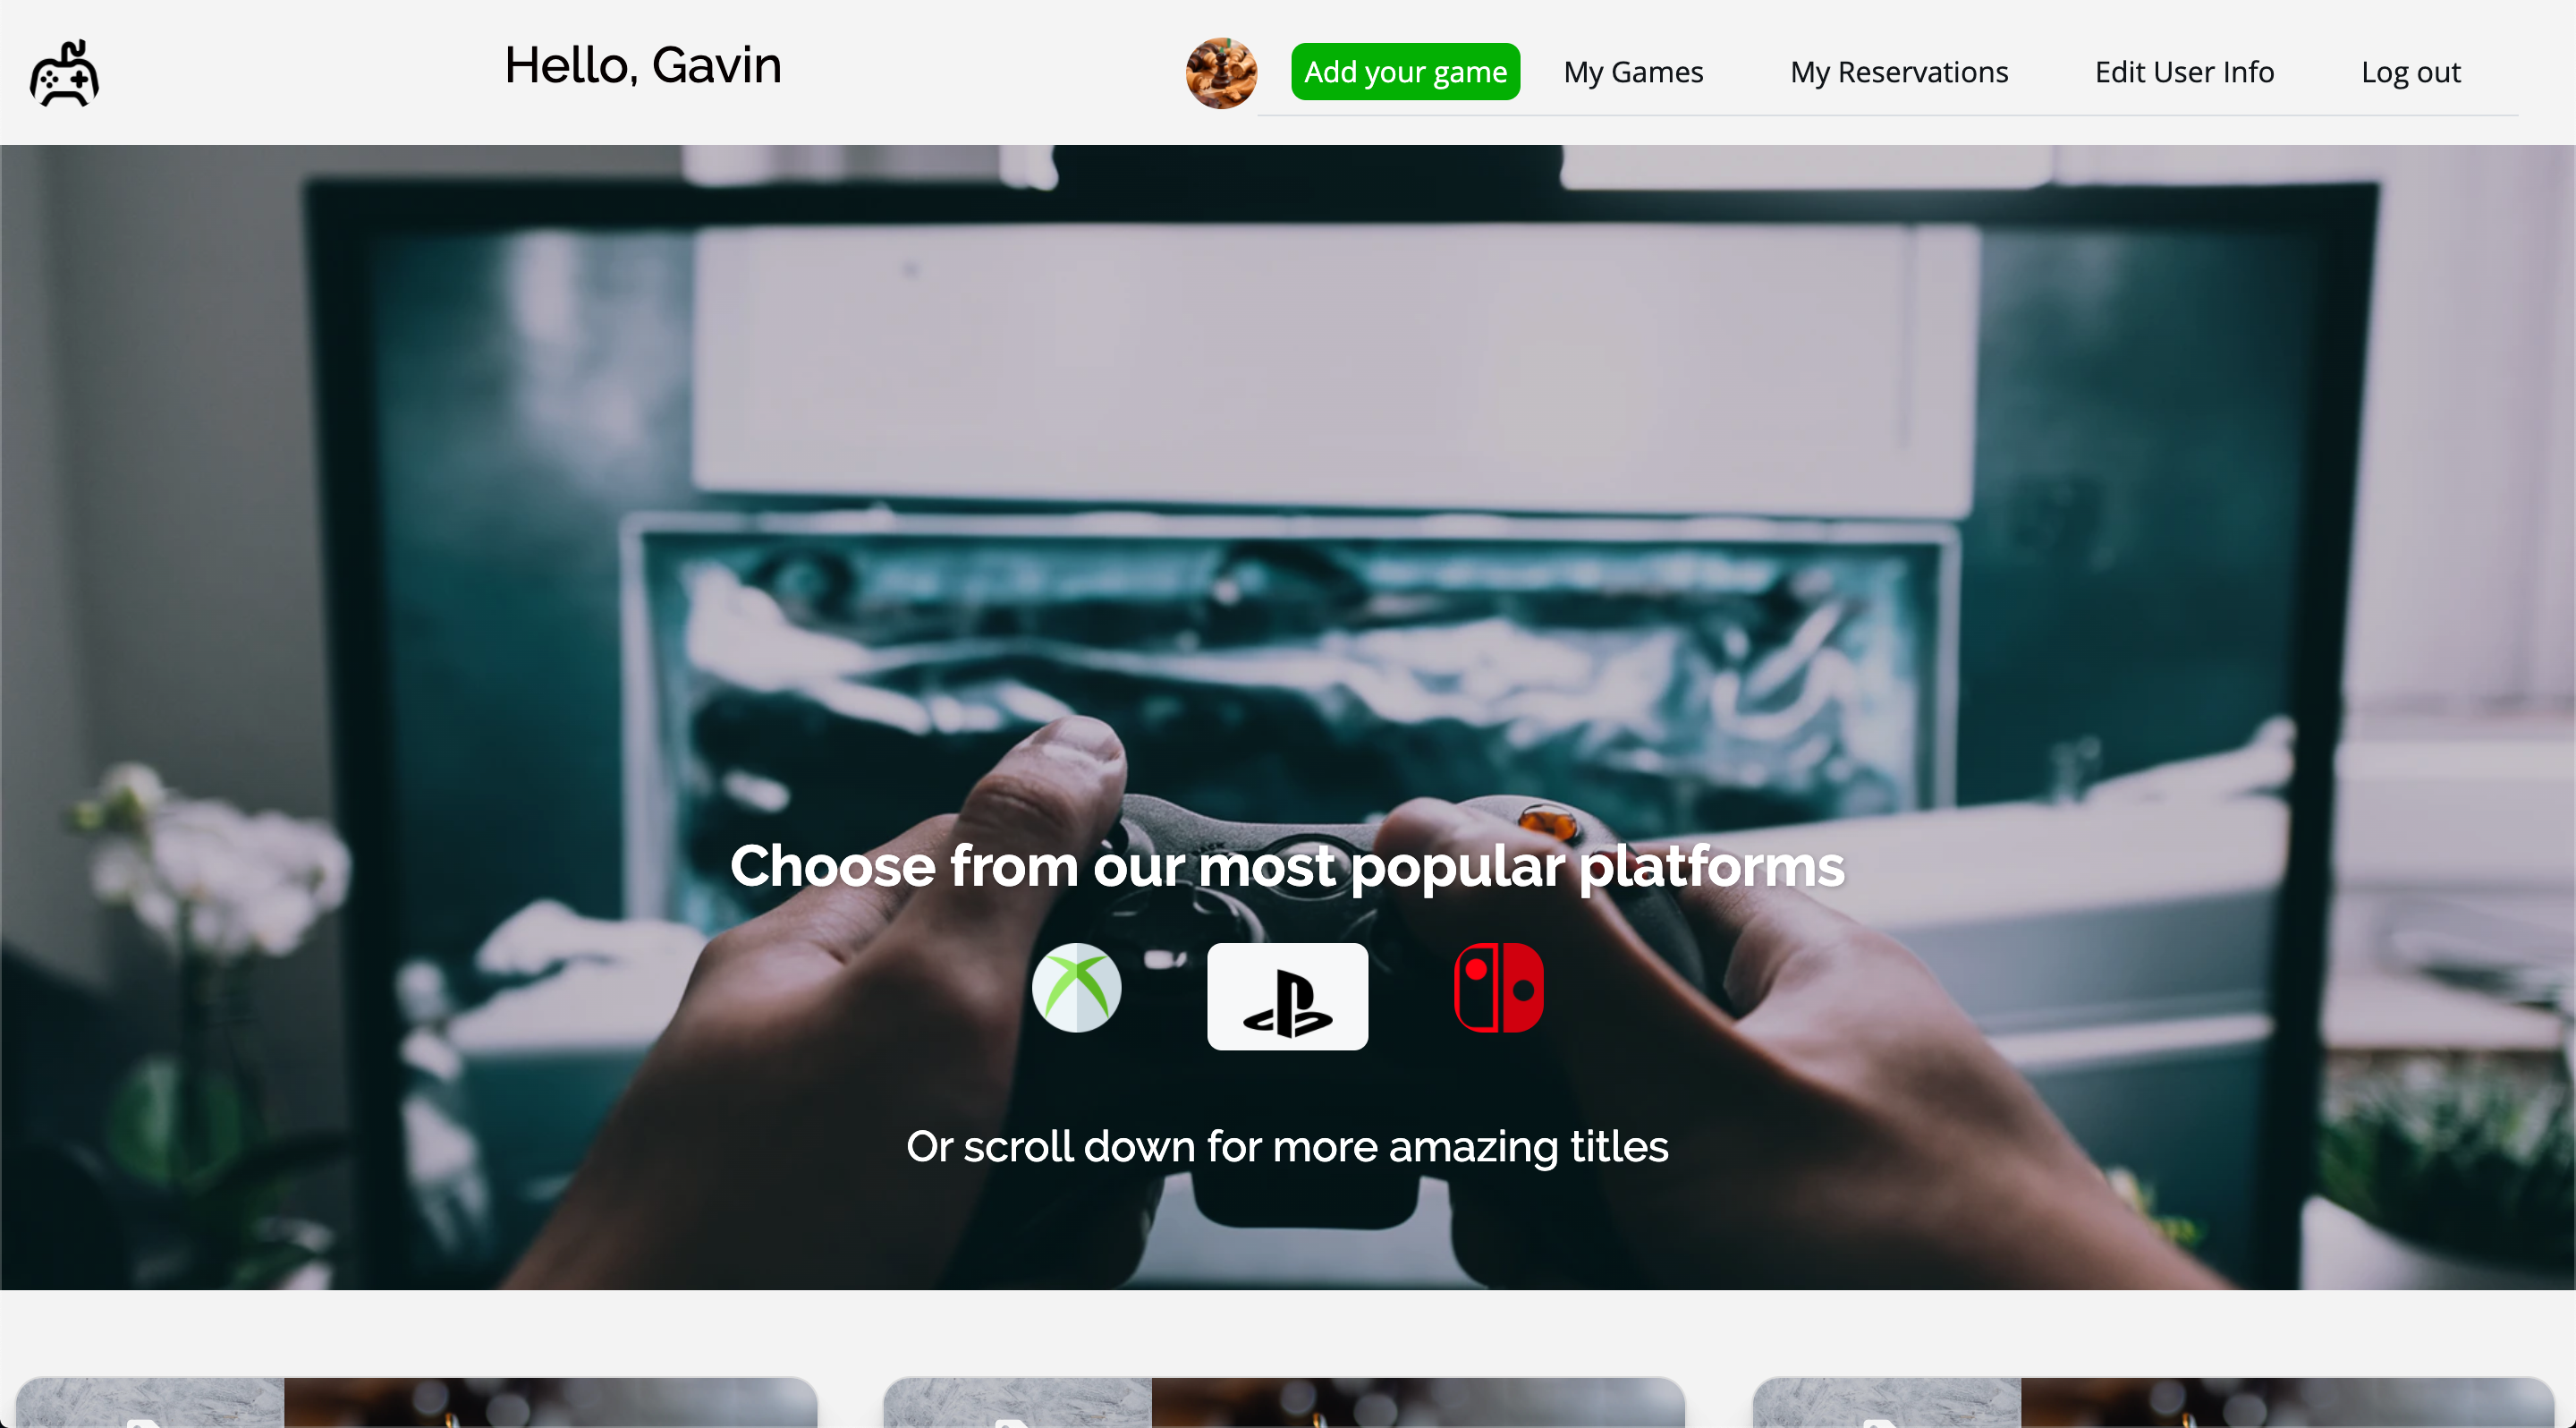 Hello, Gavin
Add your game
My Games
My Reservations
Edit User Info
Log out
Choose from our most popular platforms
Or scroll down for more amazing titles